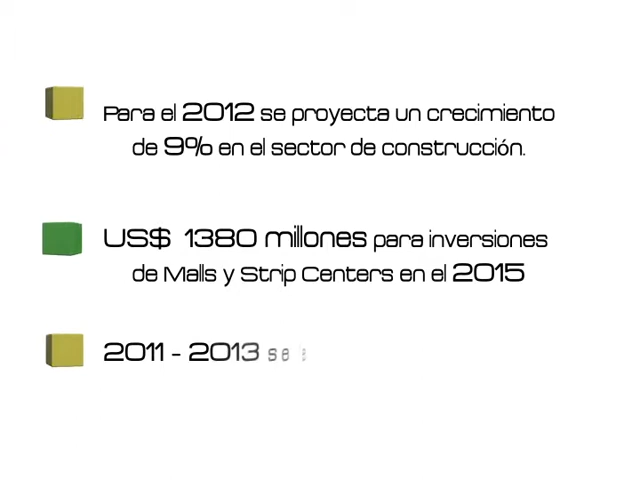 Para el 2012 se proyecta un crecimiento
de 9% en el sector de construcción.
US$ 1380 millones para inversiones
de Malls y Strip Centers en el 2015
2011 - 2013 se